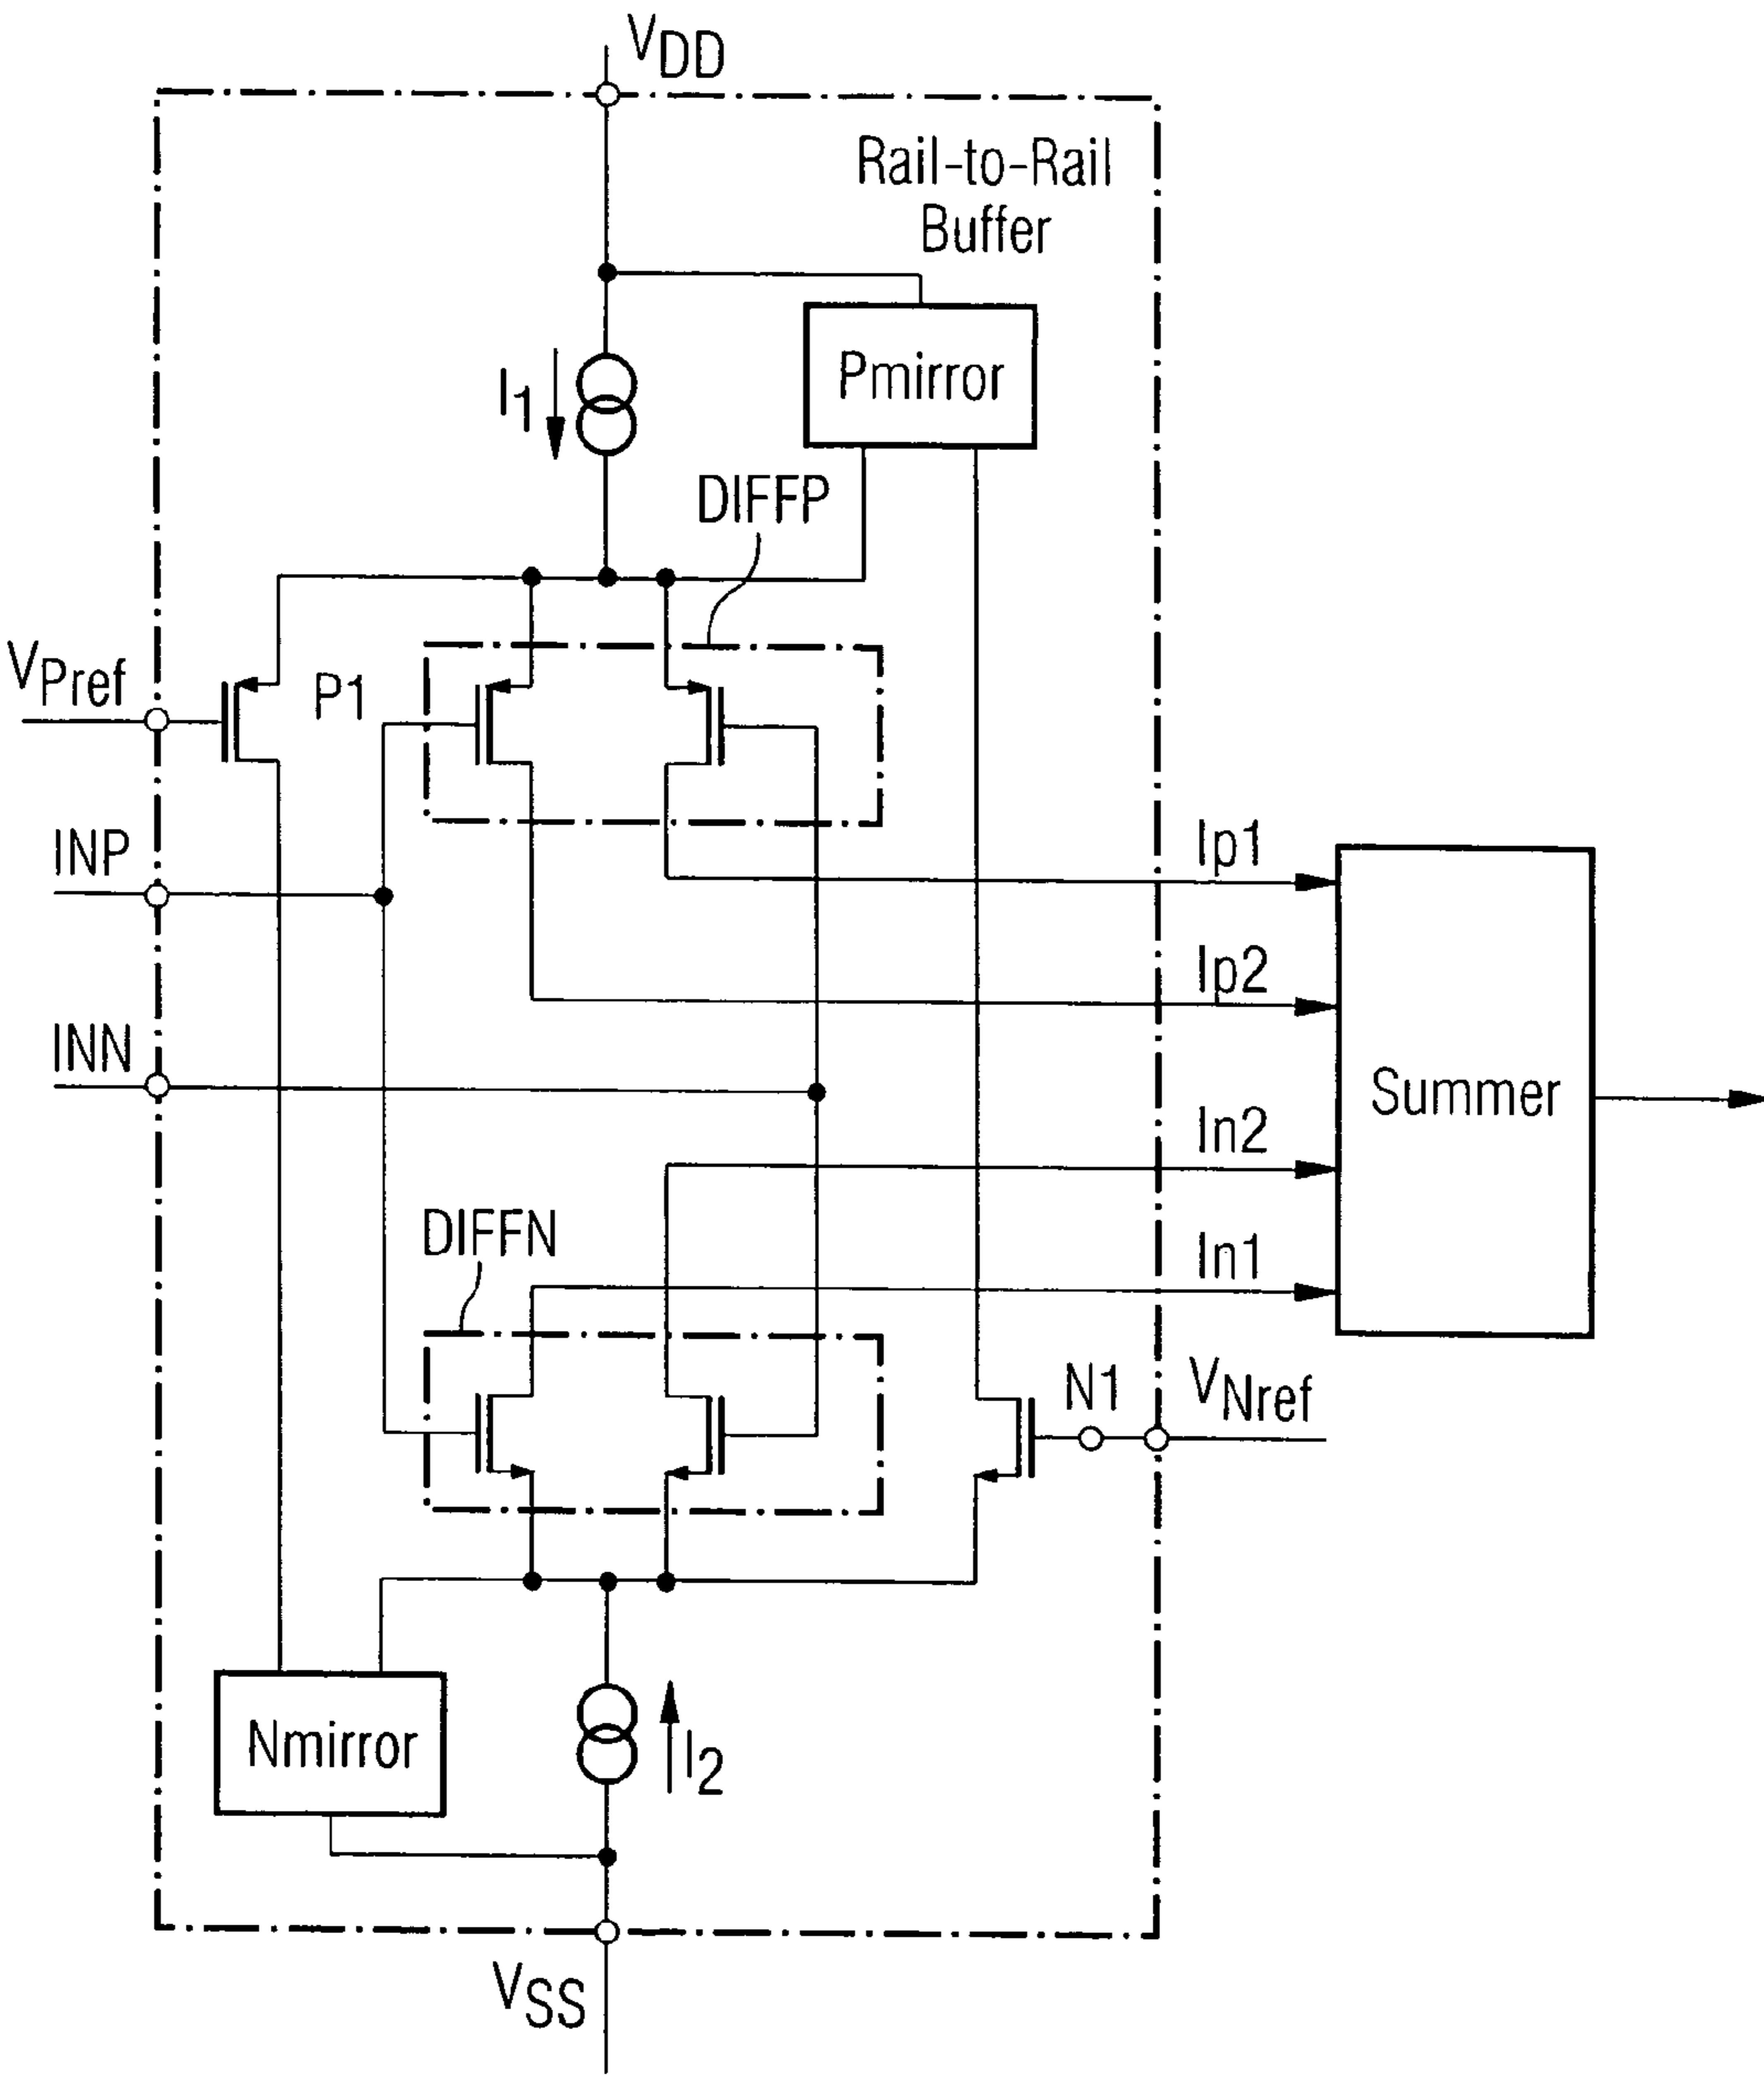 VDD
Rail-to-Rail
Buffer
Pmirror
I1
DIFFP
VPref
P1
INP
Ip1
Ip2
INN
Summer
In2
DIFFN
In1
N1
VNref
Nmirror
I2
VSS